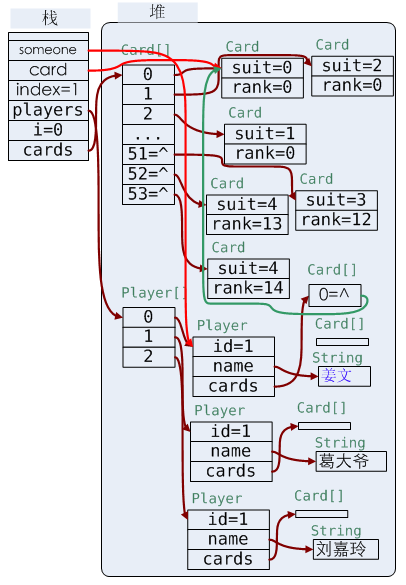 栈
堆
someone
card
index=1
players
i=0
cards
Card[]
0
1
2
...
51=^
52=^
53=^
Card
suit=0
rank=0
Card
suit=2
rank=0
Card
suit=1
rank=0
Card
suit=4
rank=13
Card
suit=3
rank=12
Card
suit=4
rank=14
Player[]
0
1
2
Card[]
0=^
Player
id=1
name
cards
Card[]
String
姜文
Player
id=1
name
cards
Card[]
String
葛大爷
Player
id=1
name
cards
Card[]
String
刘嘉玲